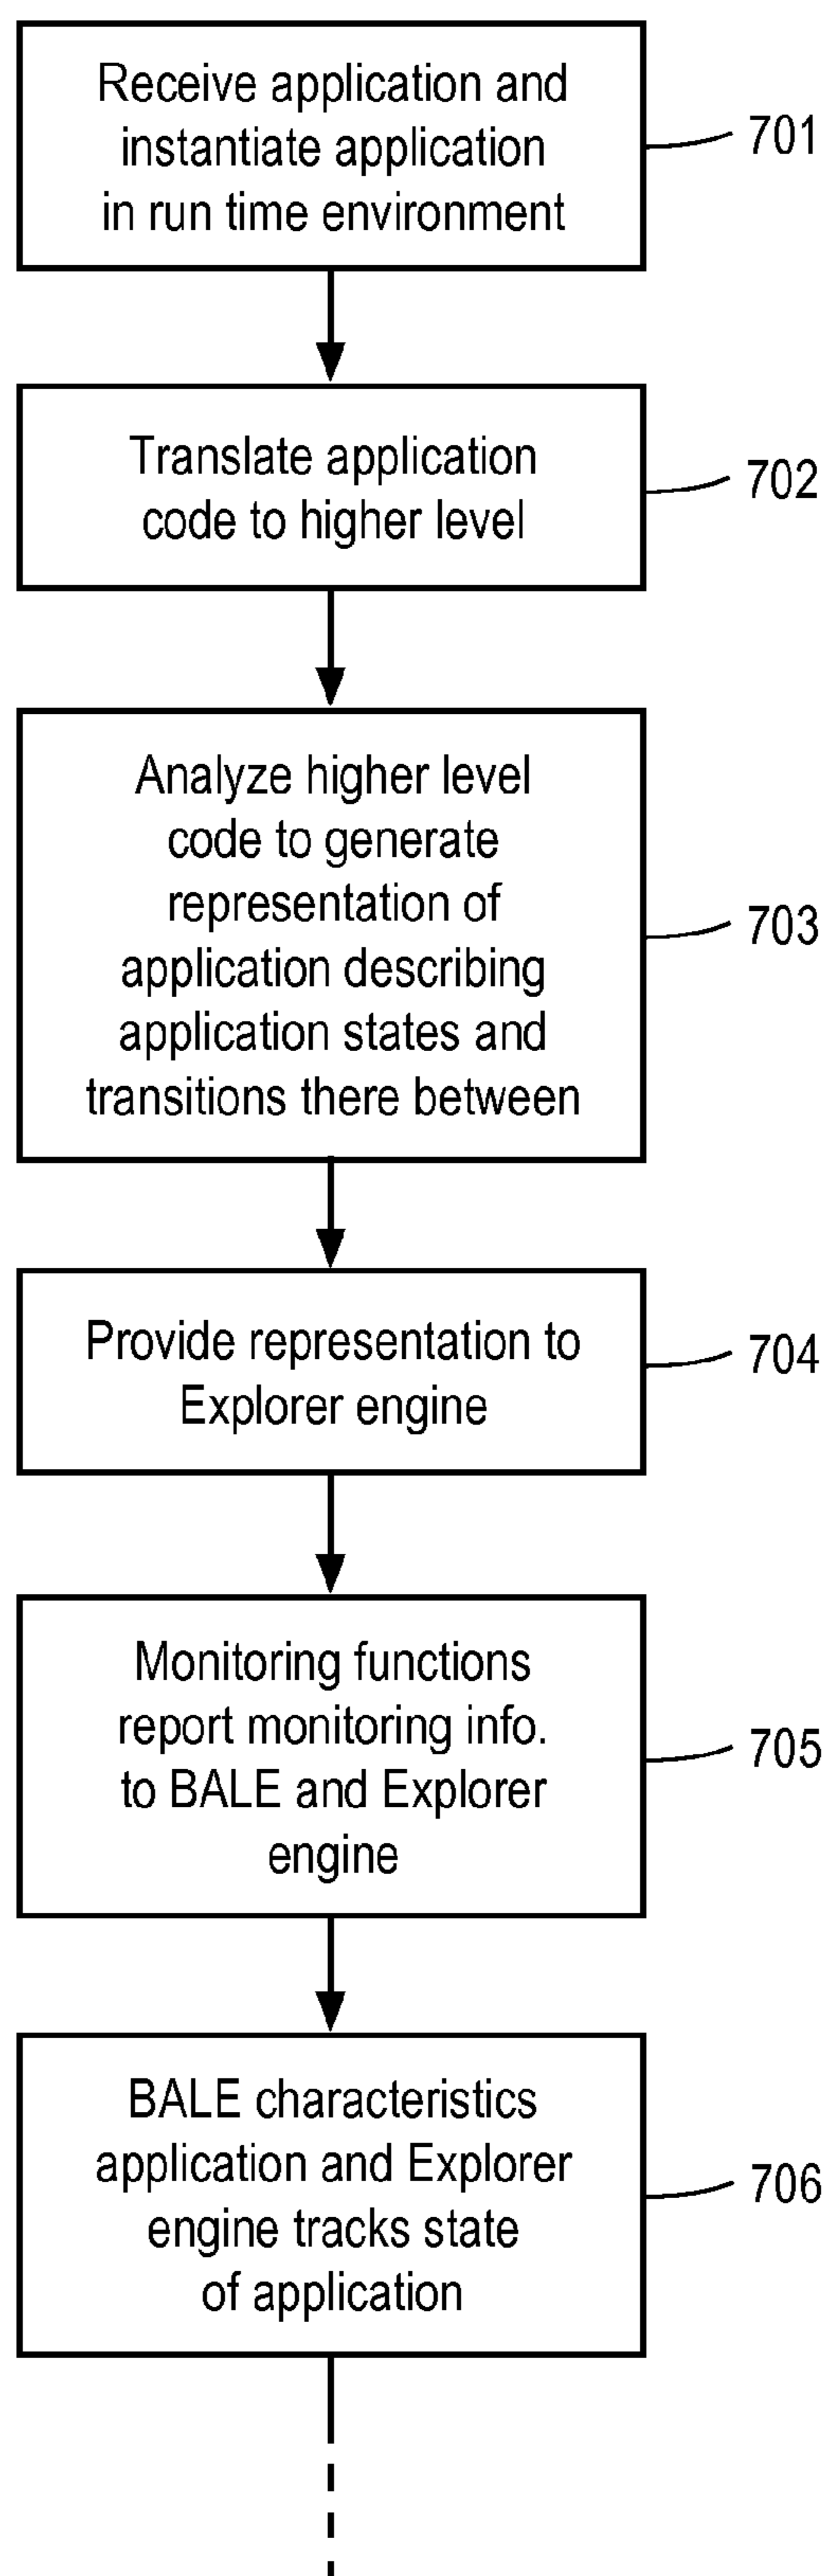 Receive application and
instantiate application
in run time environment
701
Translate application
code to higher level
702
Analyze higher level
code to generate
representation of
application describing
application states and
transitions there between
703
Provide representation to
Explorer engine
704
Monitoring functions
report monitoring info.
to BALE and Explorer
engine
705
BALE characteristics
application and Explorer
engine tracks state
of application
706